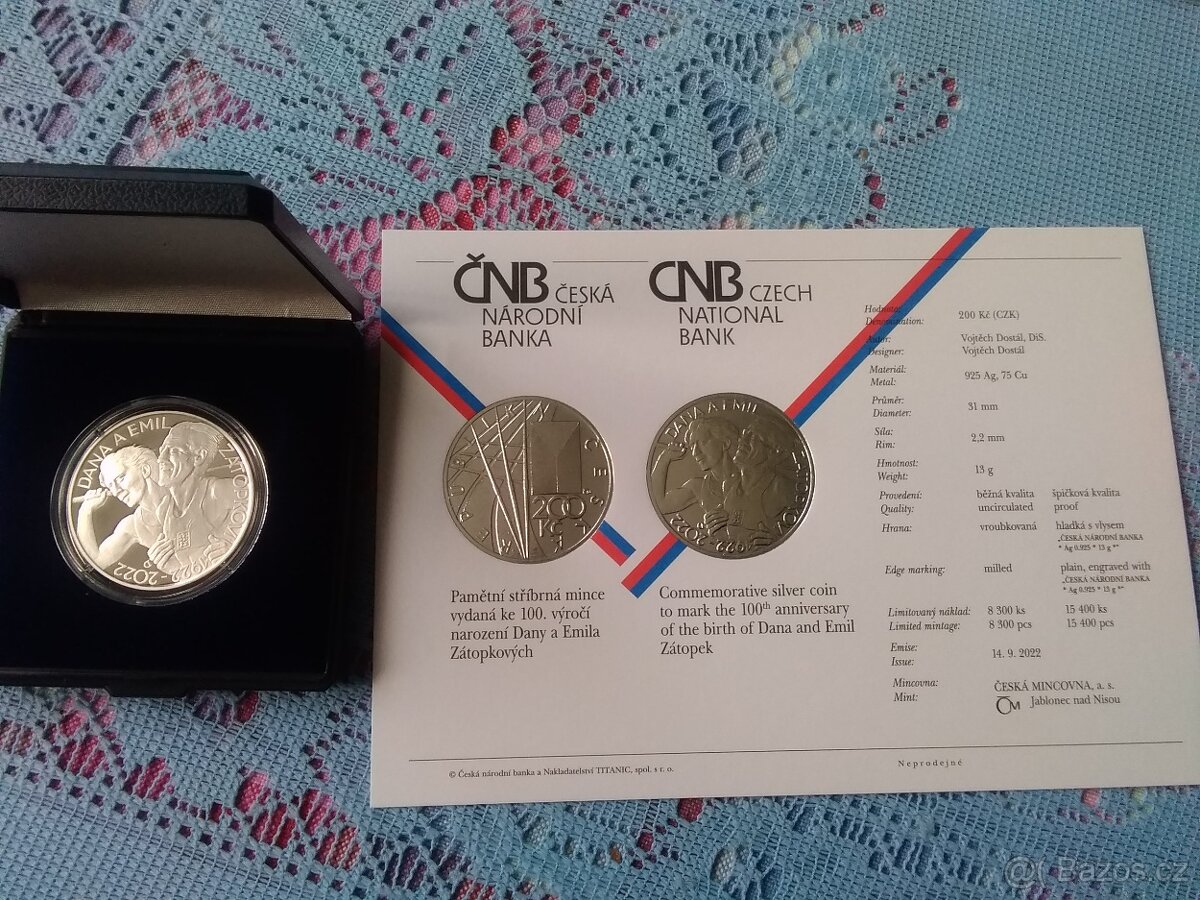 DANA A EMIL ZÁTOPKOVI
1922 - 2022
ČNB ČESKÁ
NÁRODNÍ
BANKA
CNB CZECH
NATIONAL
BANK
200
Kč
DANA A EMIL
1922 - 2022
Pamětní stříbrná mince
vydaná ke 100. výročí
narození Dany a Emila
Zátopkových
Commemorative silver coin
to mark the 100th anniversary
of the birth of Dana and Emil
Zátopek
Hodnota:
Denomination: 200 Kč (CZK)
Autor: Vojtěch Dostál, DiS.
Designer: Vojtěch Dostál
Materiál:
Metal: 925 Ag, 75 Cu
Průměr:
Diameter: 31 mm
Síla:
Rim: 2,2 mm
Hmotnost:
Weight: 13 g
Provedení: běžná kvalita špičková kvalita
Quality: uncirculated proof
Hrana: vroubkovaná hladká s vlysem
„ČESKÁ NÁRODNÍ BANKA
* Ag 0.925 * 13 g *“
Edge marking: milled plain, engraved with
„ČESKÁ NÁRODNÍ BANKA
* Ag 0.925 * 13 g *“
Limitovaný náklad: 8 300 ks 15 400 ks
Limited mintage: 8 300 pcs 15 400 pcs
Emise:
Issue: 14. 9. 2022
Mincovna: ČESKÁ MINCOVNA, a. s.
Mint: ČM Jablonec nad Nisou
© Česká národní banka a Nakladatelství TITANIC, spol. s r. o.
Neprodejné
Bazos.cz